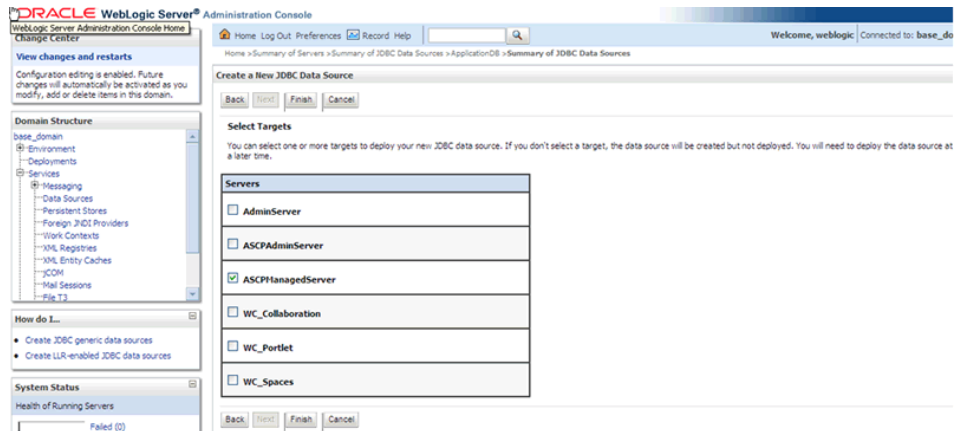 ORACLE WebLogic Server® Administration Console
WebLogic Server Administration Console Home
Change Center
View changes and restarts
Configuration editing is enabled. Future
changes will automatically be activated as you
modify, add or delete items in this domain.
Domain Structure
base_domain
Environment
Deployments
Services
Messaging
Data Sources
Persistent Stores
Foreign JNDI Providers
Work Contexts
XML Registries
XML Entity Caches
jCOM
Mail Sessions
File T3
How do I...
Create JDBC generic data sources
Create LLR-enabled JDBC data sources
System Status
Health of Running Servers
Failed (0)
Home Log Out Preferences Record Help
Welcome, weblogic Connected to: base_do
Home >Summary of Servers >Summary of JDBC Data Sources >ApplicationDB >Summary of JDBC Data Sources
Create a New JDBC Data Source
Back Next Finish Cancel
Select Targets
You can select one or more targets to deploy your new JDBC data source. If you don't select a target, the data source will be created but not deployed. You will need to deploy the data source at
a later time.
Servers
AdminServer
ASCPAdminServer
ASCPManagedServer
WC_Collaboration
WC_Portlet
WC_Spaces
Back Next Finish Cancel